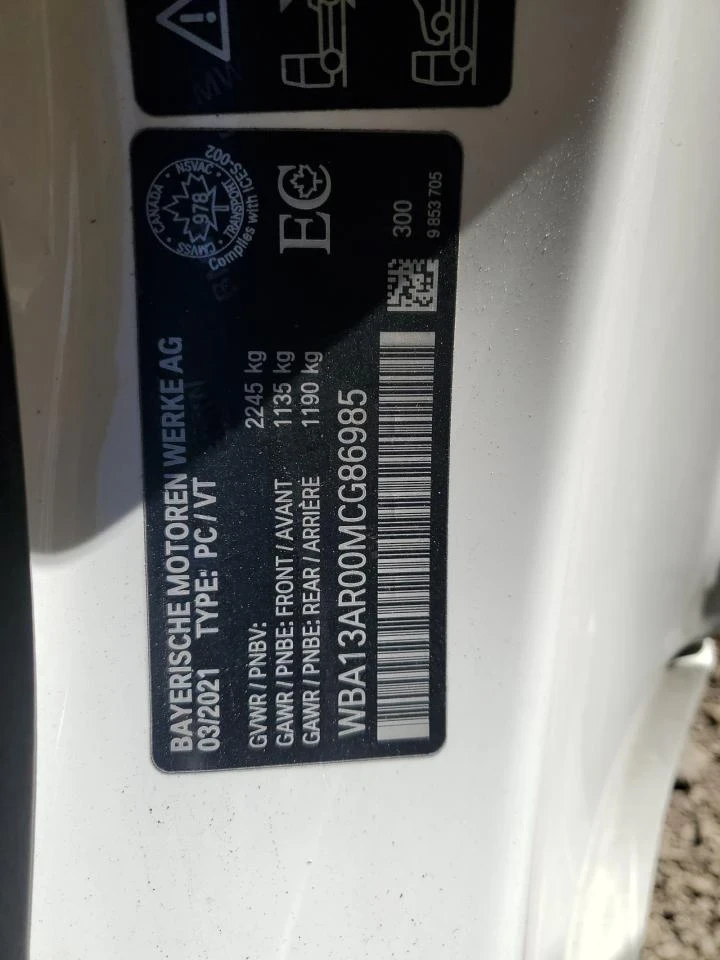 BAYERISCHE MOTOREN WERKE AG
03/2021 TYPE: PC/VT
GVWR / PNBV: 2245 kg
GAWR / PNBE: FRONT / AVANT 1135 kg
GAWR / PNBE: REAR / ARRIÈRE 1190 kg
WBA13AR00MCG86985
CANADA
NSVAC
TRANSPORT
CMVSS
978
Complies with ICES-002
EC
300
9 853 705